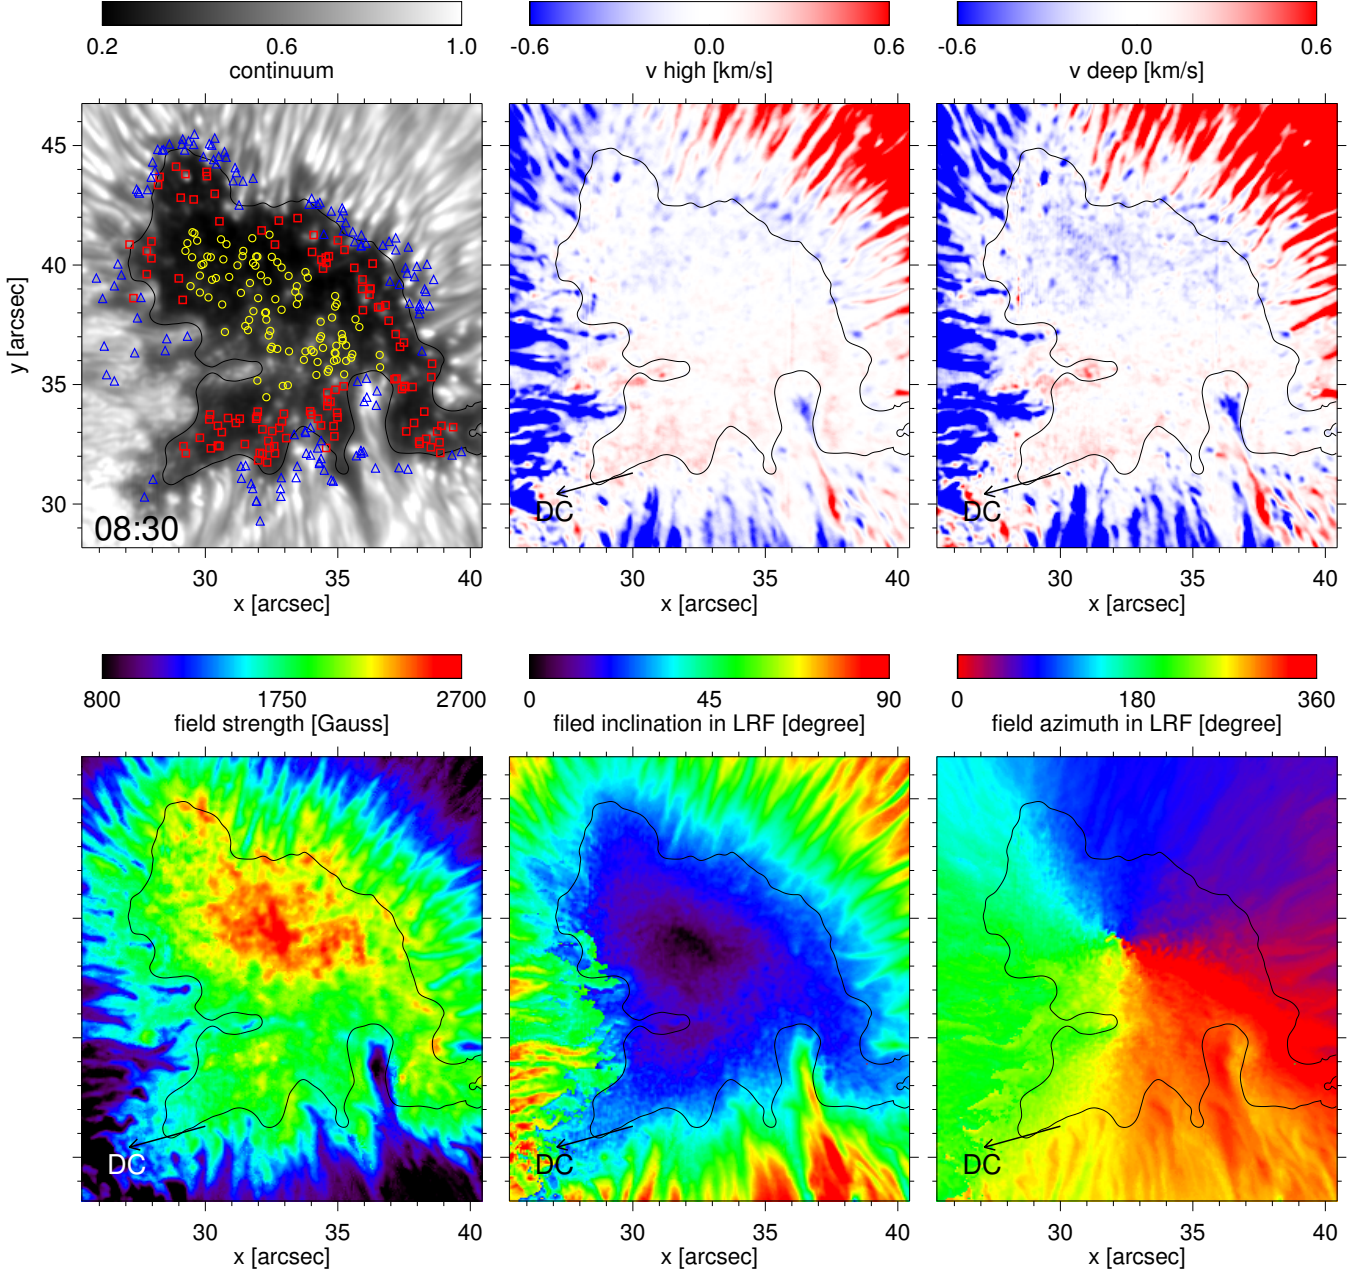 0.2 0.6 1.0
continuum
-0.6 0.0 0.6
v high [km/s]
-0.6 0.0 0.6
v deep [km/s]
45
40
35
30
y [arcsec]
08:30
DC
DC
30 35 40
x [arcsec]
30 35 40
x [arcsec]
30 35 40
x [arcsec]
800 1750 2700
field strength [Gauss]
0 45 90
filed inclination in LRF [degree]
0 180 360
field azimuth in LRF [degree]
DC
DC
DC
30 35 40
x [arcsec]
30 35 40
x [arcsec]
30 35 40
x [arcsec]